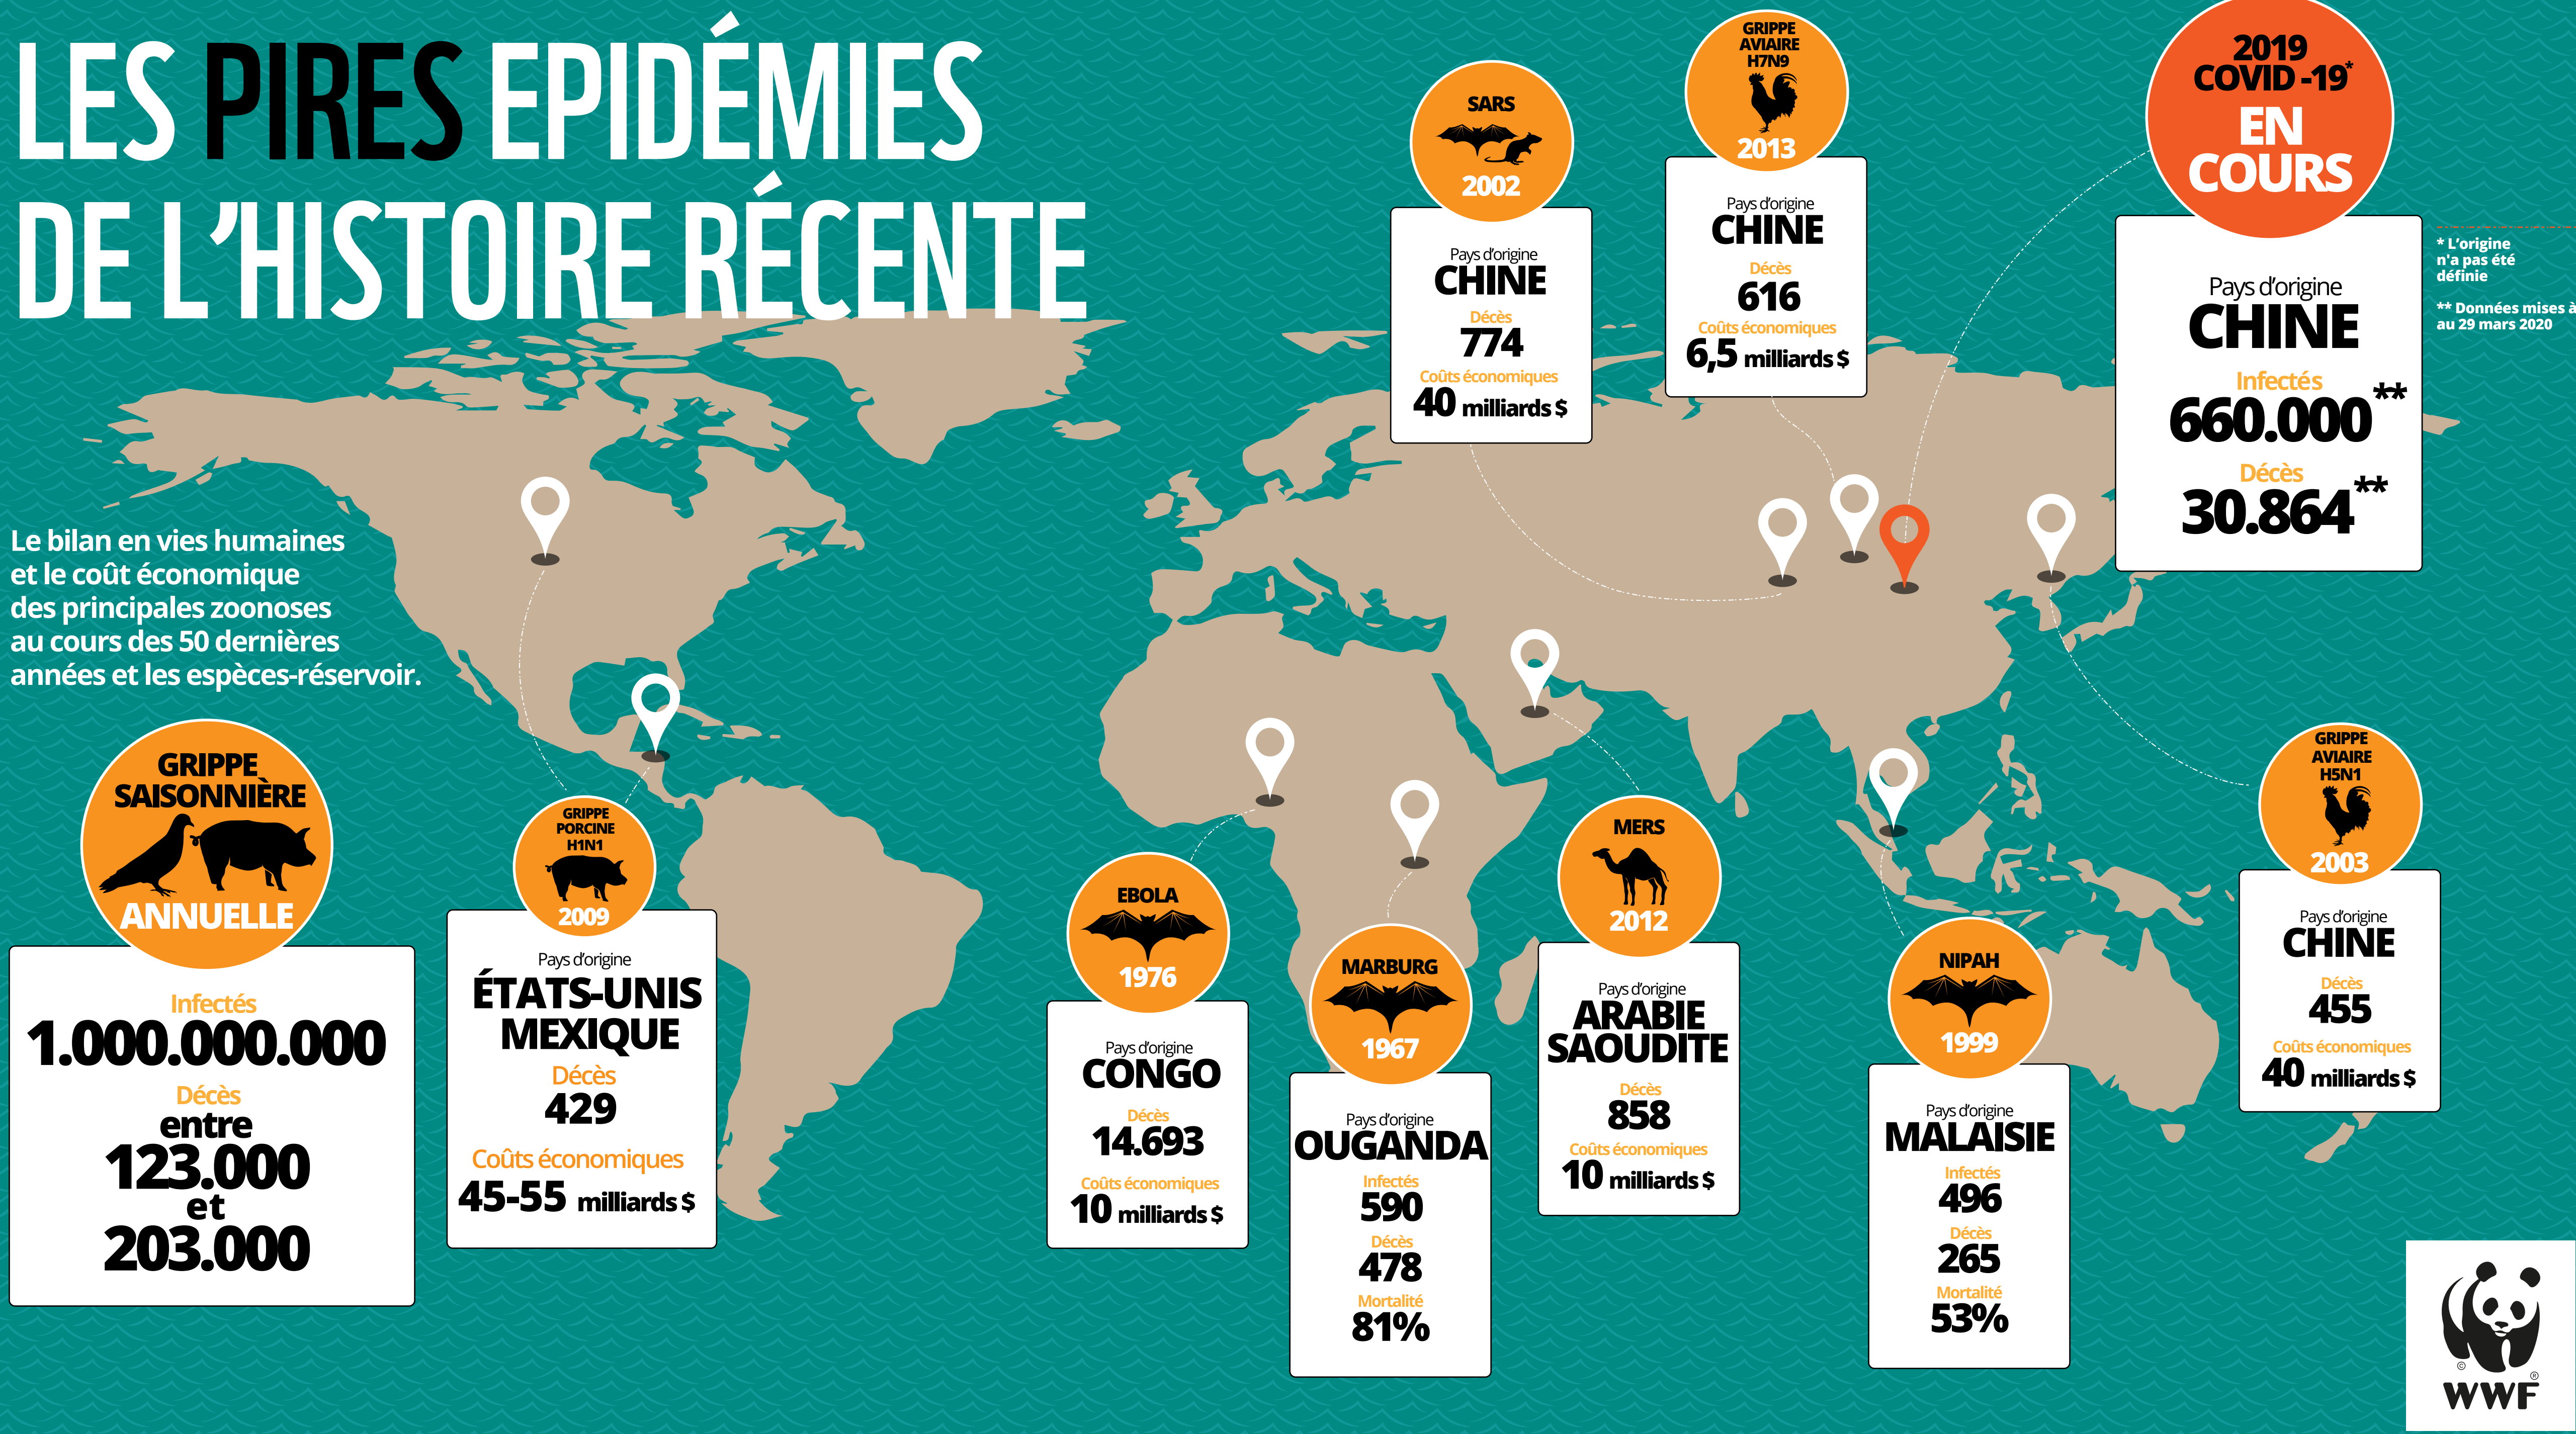 LES PIRES EPIDÉMIES
DE L'HISTOIRE RÉCENTE
Le bilan en vies humaines
et le coût économique
des principales zoonoses
au cours des 50 dernières
années et les espèces-réservoir.
GRIPPE
SAISONNIÈRE
ANNUELLE
Infectés
1.000.000.000
Décès
entre
123.000
et
203.000
GRIPPE
PORCINE
H1N1
2009
Pays d'origine
ÉTATS-UNIS
MEXIQUE
Décès
429
Coûts économiques
45-55 milliards $
EBOLA
1976
Pays d'origine
CONGO
Décès
14.693
Coûts économiques
10 milliards $
MARBURG
1967
Pays d'origine
OUGANDA
Infectés
590
Décès
478
Mortalité
81%
MERS
2012
Pays d'origine
ARABIE
SAOUDITE
Décès
858
Coûts économiques
10 milliards $
SARS
2002
Pays d'origine
CHINE
Décès
774
Coûts économiques
40 milliards $
GRIPPE
AVIAIRE
H7N9
2013
Pays d'origine
CHINE
Décès
616
Coûts économiques
6,5 milliards $
2019
COVID -19*
EN
COURS
Pays d'origine
CHINE
Infectés
660.000**
Décès
30.864**
* L'origine
n'a pas été
définie
** Données mises à
au 29 mars 2020
NIPAH
1999
Pays d'origine
MALAISIE
Infectés
496
Décès
265
Mortalité
53%
GRIPPE
AVIAIRE
H5N1
2003
Pays d'origine
CHINE
Décès
455
Coûts économiques
40 milliards $
©
®
WWF